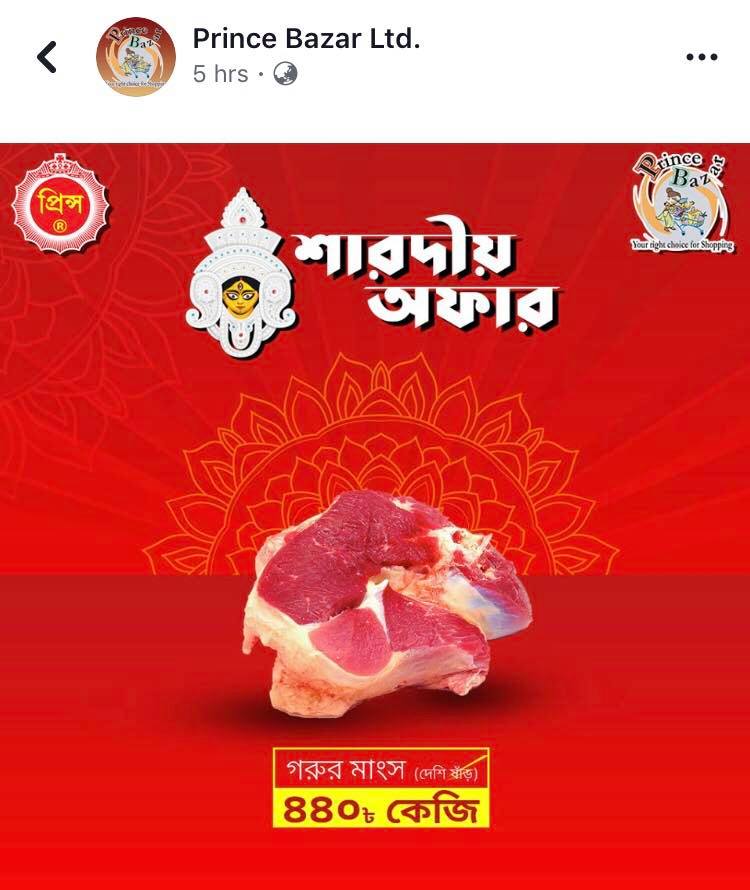 Prince Bazar Ltd.
5 hrs ·
প্রিন্স
®
Prince
Bazar
Your right choice for Shopping
শারদীয়
অফার
গরুর মাংস (দেশি ষাঁড়)
৪৪০৳ কেজি